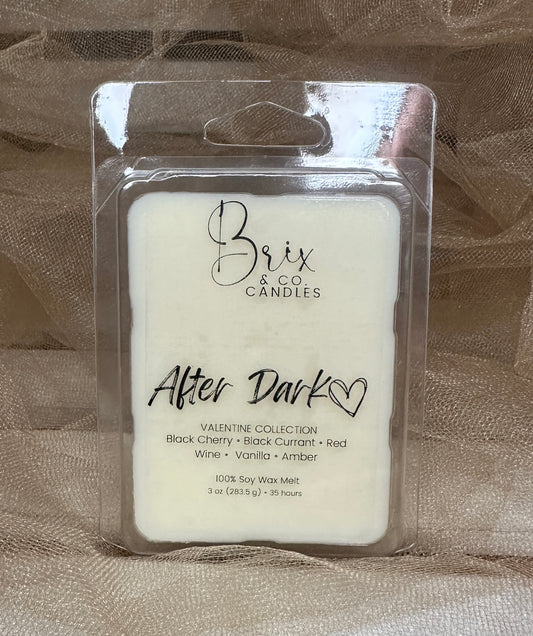 Brix
& CO.
CANDLES
After Dark
VALENTINE COLLECTION
Black Cherry • Black Currant • Red
Wine • Vanilla • Amber
100% Soy Wax Melt
3 oz (283.5 g) • 35 hours